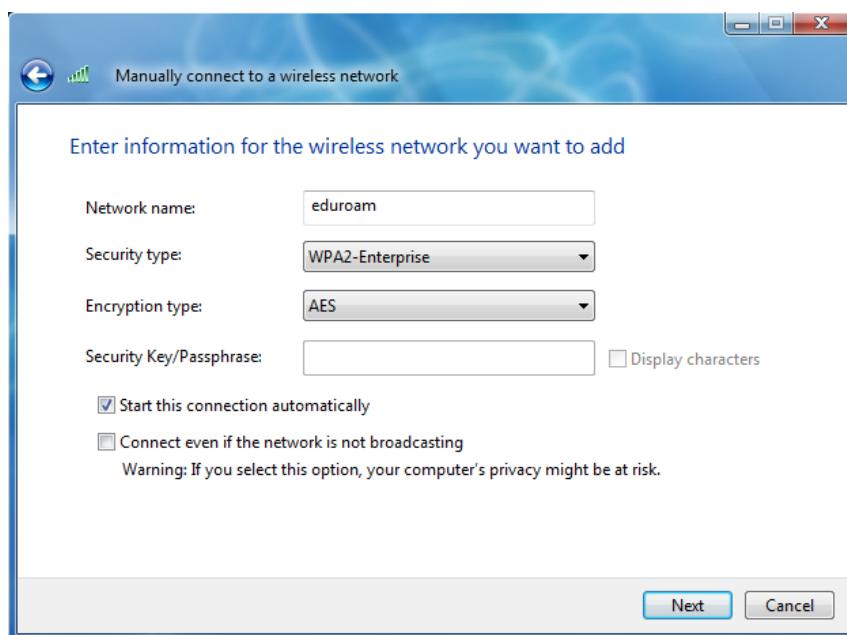 Manually connect to a wireless network
Enter information for the wireless network you want to add
Network name: eduroam
Security type: WPA2-Enterprise
Encryption type: AES
Security Key/Passphrase: Display characters
Start this connection automatically
Connect even if the network is not broadcasting
Warning: If you select this option, your computer's privacy might be at risk.
Next Cancel